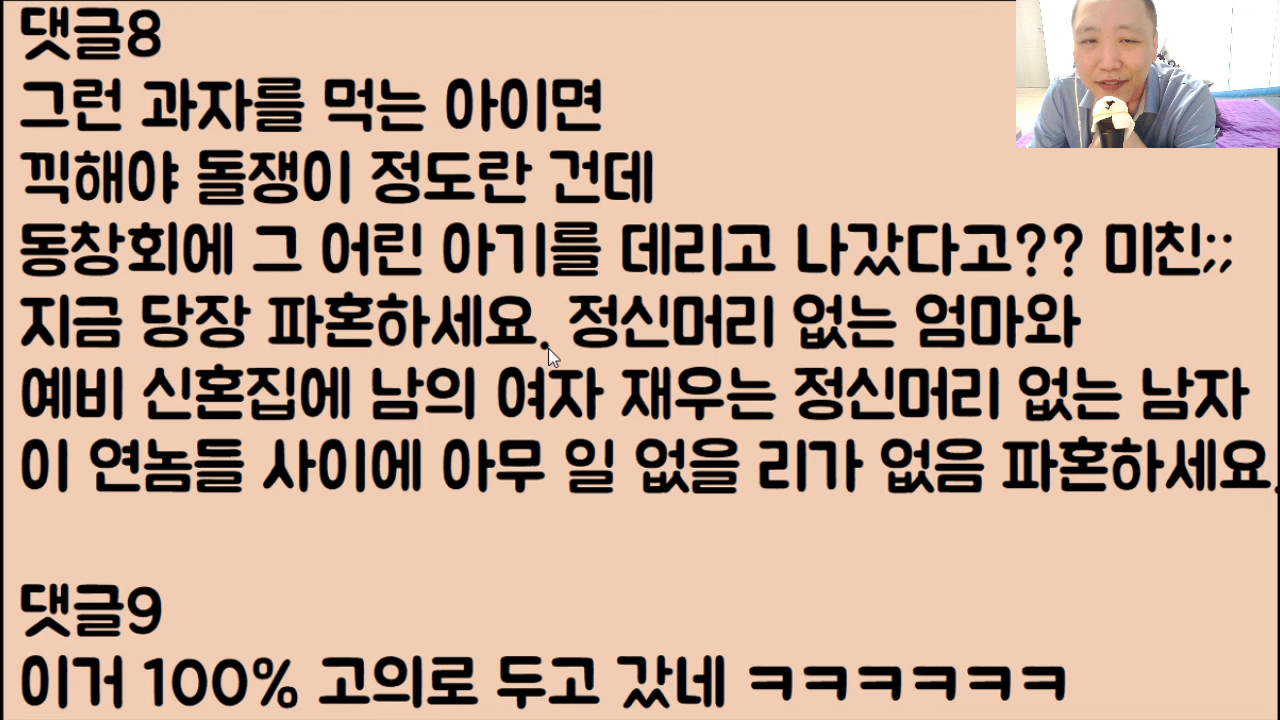 댓글8
그런 과자를 먹는 아이면
끽해야 돌쟁이 정도란 건데
동창회에 그 어린 아기를 데리고 나갔다고?? 미친;;
지금 당장 파혼하세요. 정신머리 없는 엄마와
예비 신혼집에 남의 여자 재우는 정신머리 없는 남자
이 연놈들 사이에 아무 일 없을 리가 없음 파혼하세요.
댓글9
이거 100% 고의로 두고 갔네 ㅋㅋㅋㅋㅋㅋ